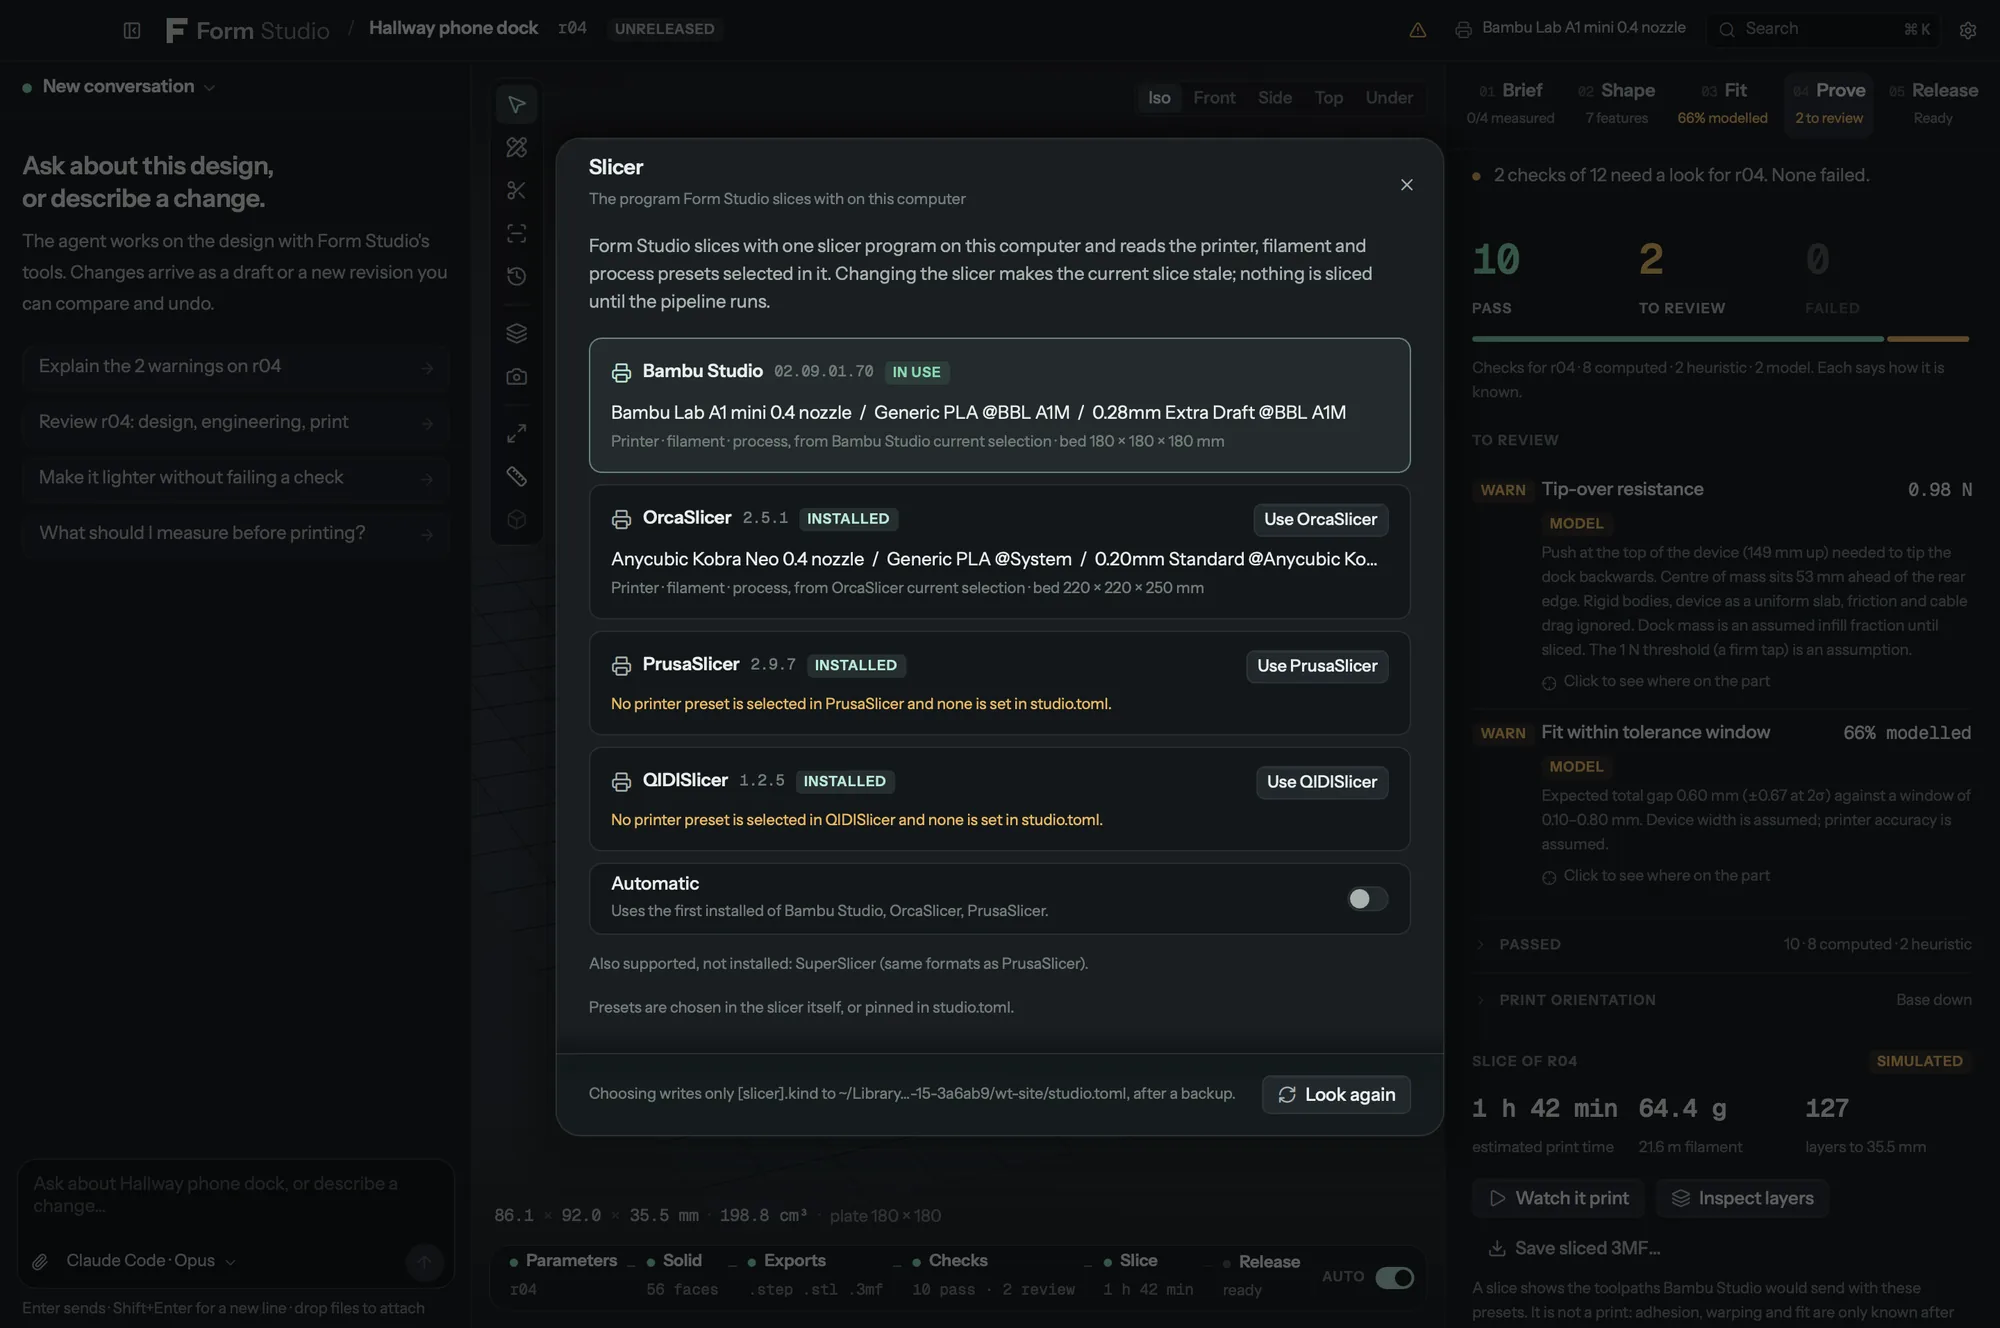 Form Studio / Hallway phone dock r04 UNRELEASED
Bambu Lab A1 mini 0.4 nozzle
Search ⌘ K
New conversation
Ask about this design,
or describe a change.
The agent works on the design with Form Studio's
tools. Changes arrive as a draft or a new revision you
can compare and undo.
Explain the 2 warnings on r04
Review r04: design, engineering, print
Make it lighter without failing a check
What should I measure before printing?
Ask about Hallway phone dock, or describe a
change...
Claude Code · Opus
Enter sends · Shift+Enter for a new line · drop files to attach
Iso Front Side Top Under
Slicer
The program Form Studio slices with on this computer
Form Studio slices with one slicer program on this computer and reads the printer, filament and
process presets selected in it. Changing the slicer makes the current slice stale; nothing is sliced
until the pipeline runs.
Bambu Studio 02.09.01.70 IN USE
Bambu Lab A1 mini 0.4 nozzle / Generic PLA @BBL A1M / 0.28mm Extra Draft @BBL A1M
Printer · filament · process, from Bambu Studio current selection · bed 180 × 180 × 180 mm
OrcaSlicer 2.5.1 INSTALLED
Use OrcaSlicer
Anycubic Kobra Neo 0.4 nozzle / Generic PLA @System / 0.20mm Standard @Anycubic Ko...
Printer · filament · process, from OrcaSlicer current selection · bed 220 × 220 × 250 mm
PrusaSlicer 2.9.7 INSTALLED
Use PrusaSlicer
No printer preset is selected in PrusaSlicer and none is set in studio.toml.
QIDISlicer 1.2.5 INSTALLED
Use QIDISlicer
No printer preset is selected in QIDISlicer and none is set in studio.toml.
Automatic
Uses the first installed of Bambu Studio, OrcaSlicer, PrusaSlicer.
Also supported, not installed: SuperSlicer (same formats as PrusaSlicer).
Presets are chosen in the slicer itself, or pinned in studio.toml.
Choosing writes only [slicer].kind to ~/Library...-15-3a6ab9/wt-site/studio.toml, after a backup.
Look again
86.1 × 92.0 × 35.5 mm · 198.8 cm³ · plate 180 × 180
Parameters Solid Exports Checks Slice Release
r04 56 faces .step .stl .3mf 10 pass · 2 review 1 h 42 min ready
AUTO
01 Brief 02 Shape 03 Fit 04 Prove 05 Release
0/4 measured 7 features 66% modelled 2 to review Ready
2 checks of 12 need a look for r04. None failed.
10 2 0
PASS TO REVIEW FAILED
Checks for r04 · 8 computed · 2 heuristic · 2 model. Each says how it is
known.
TO REVIEW
WARN Tip-over resistance 0.98 N
MODEL
Push at the top of the device (149 mm up) needed to tip the
dock backwards. Centre of mass sits 53 mm ahead of the rear
edge. Rigid bodies, device as a uniform slab, friction and cable
drag ignored. Dock mass is an assumed infill fraction until
sliced. The 1 N threshold (a firm tap) is an assumption.
Click to see where on the part
WARN Fit within tolerance window 66% modelled
MODEL
Expected total gap 0.60 mm (±0.67 at 2σ) against a window of
0.10–0.80 mm. Device width is assumed; printer accuracy is
assumed.
Click to see where on the part
PASSED 10 · 8 computed · 2 heuristic
PRINT ORIENTATION Base down
SLICE OF R04 SIMULATED
1 h 42 min 64.4 g 127
estimated print time 21.6 m filament layers to 35.5 mm
Watch it print Inspect layers
Save sliced 3MF...
A slice shows the toolpaths Bambu Studio would send with these
presets. It is not a print: adhesion, warping and fit are only known after